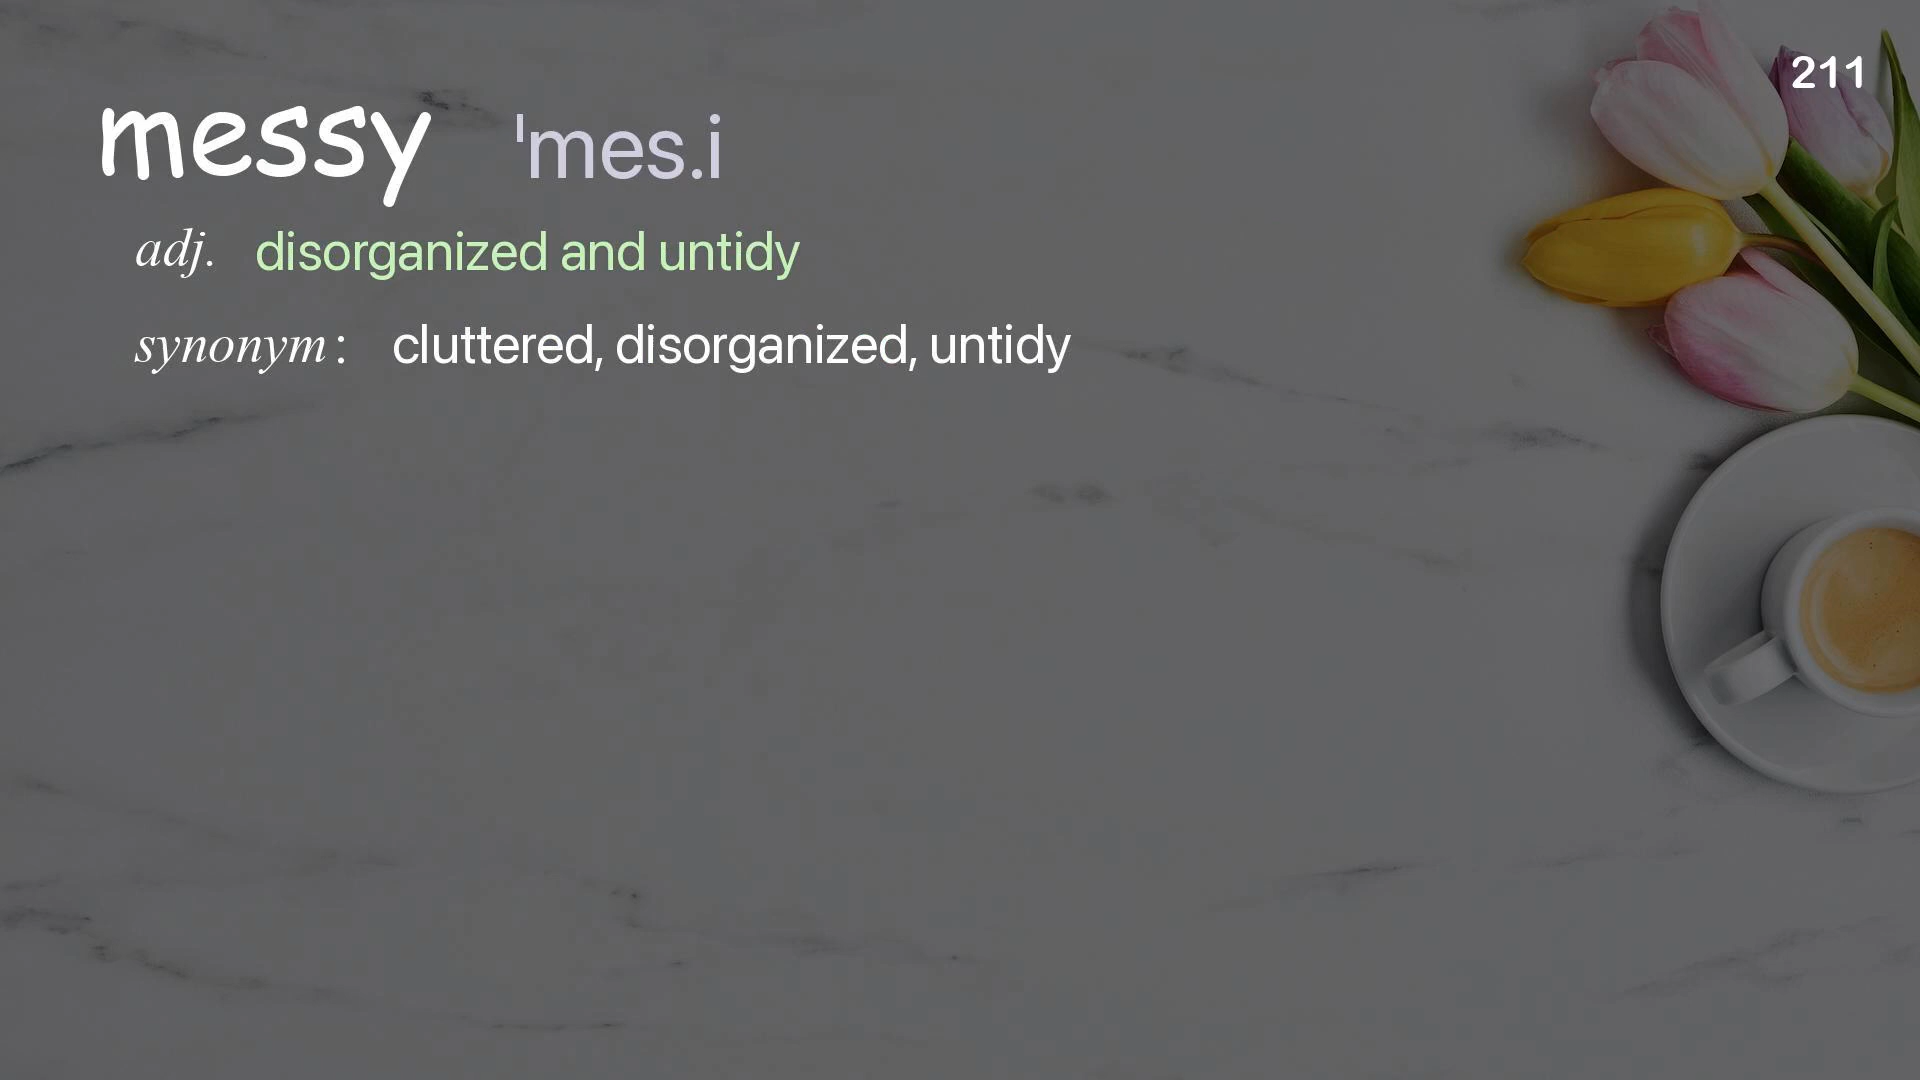 211
messy ˈmes.i
adj. disorganized and untidy
synonym : cluttered, disorganized, untidy